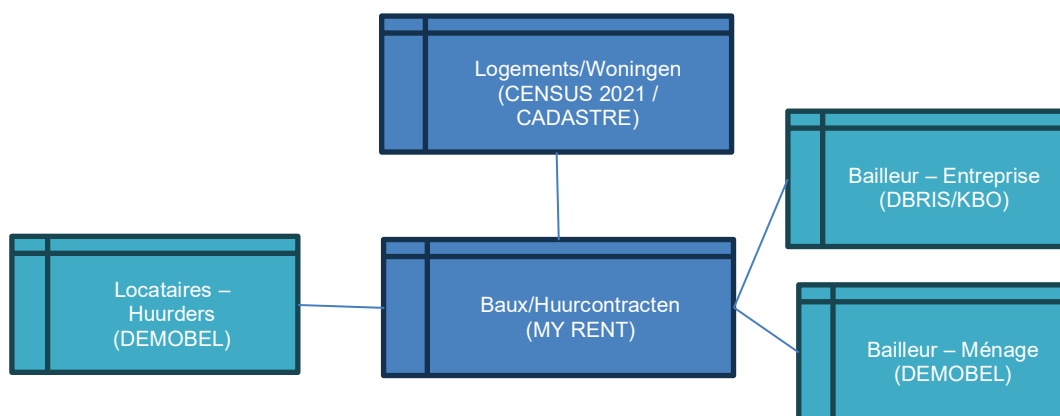 Logements/Woningen
(CENSUS 2021 /
CADASTRE)
Bailleur – Entreprise
(DBRIS/KBO)
Locataires –
Huurders
(DEMOBEL)
Baux/Huurcontracten
(MY RENT)
Bailleur – Ménage
(DEMOBEL)